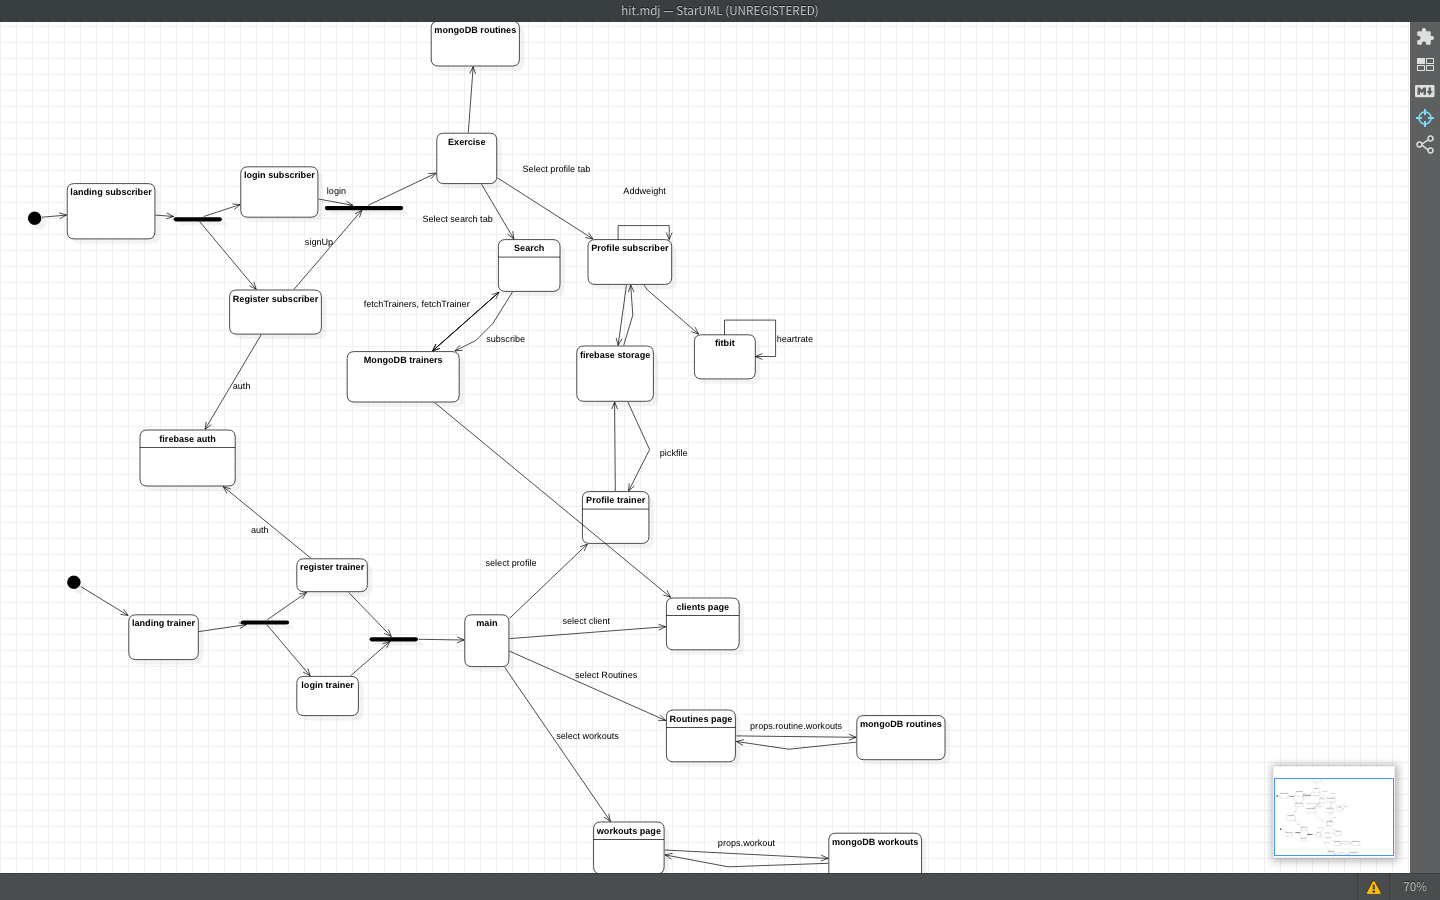 hit.mdj — StarUML (UNREGISTERED)
mongoDB routines
Exercise
Select profile tab
login subscriber
landing subscriber
login
Addweight
Select search tab
signUp
Search
Profile subscriber
Register subscriber
fetchTrainers, fetchTrainer
subscribe
heartrate
fitbit
firebase storage
MongoDB trainers
auth
firebase auth
pickfile
Profile trainer
auth
select profile
register trainer
clients page
landing trainer
main
select client
select Routines
login trainer
Routines page
props.routine.workouts
mongoDB routines
select workouts
workouts page
props.workout
mongoDB workouts
M
70%